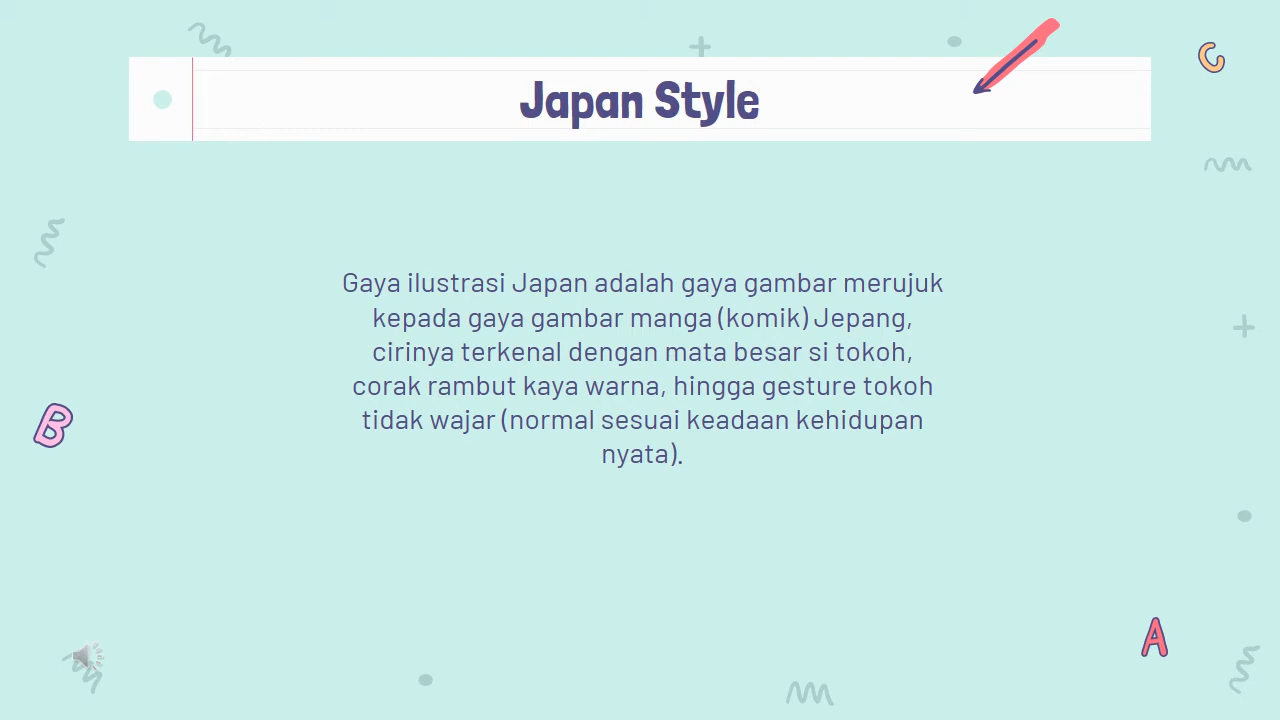 Japan Style
C
Gaya ilustrasi Japan adalah gaya gambar merujuk
kepada gaya gambar manga (komik) Jepang,
cirinya terkenal dengan mata besar si tokoh,
corak rambut kaya warna, hingga gesture tokoh
tidak wajar (normal sesuai keadaan kehidupan
nyata).
B
A